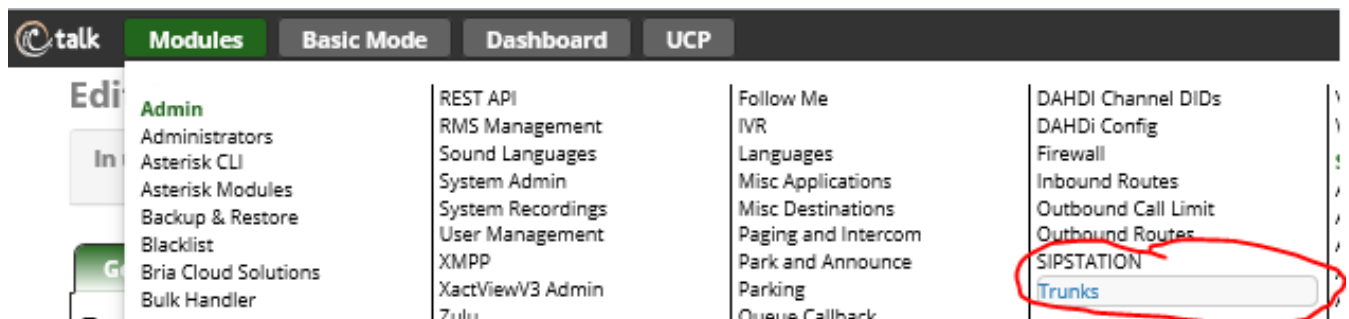 talk Modules Basic Mode Dashboard UCP
Edi
In
Admin
Administrators
Asterisk CLI
Asterisk Modules
Backup & Restore
Blacklist
Bria Cloud Solutions
Bulk Handler
REST API
RMS Management
Sound Languages
System Admin
System Recordings
User Management
XMPP
XactViewV3 Admin
Zulu
Follow Me
IVR
Languages
Misc Applications
Misc Destinations
Paging and Intercom
Park and Announce
Parking
Queue Callback
DAHDI Channel DIDs
DAHDi Config
Firewall
Inbound Routes
Outbound Call Limit
Outbound Routes
SIPSTATION
Trunks